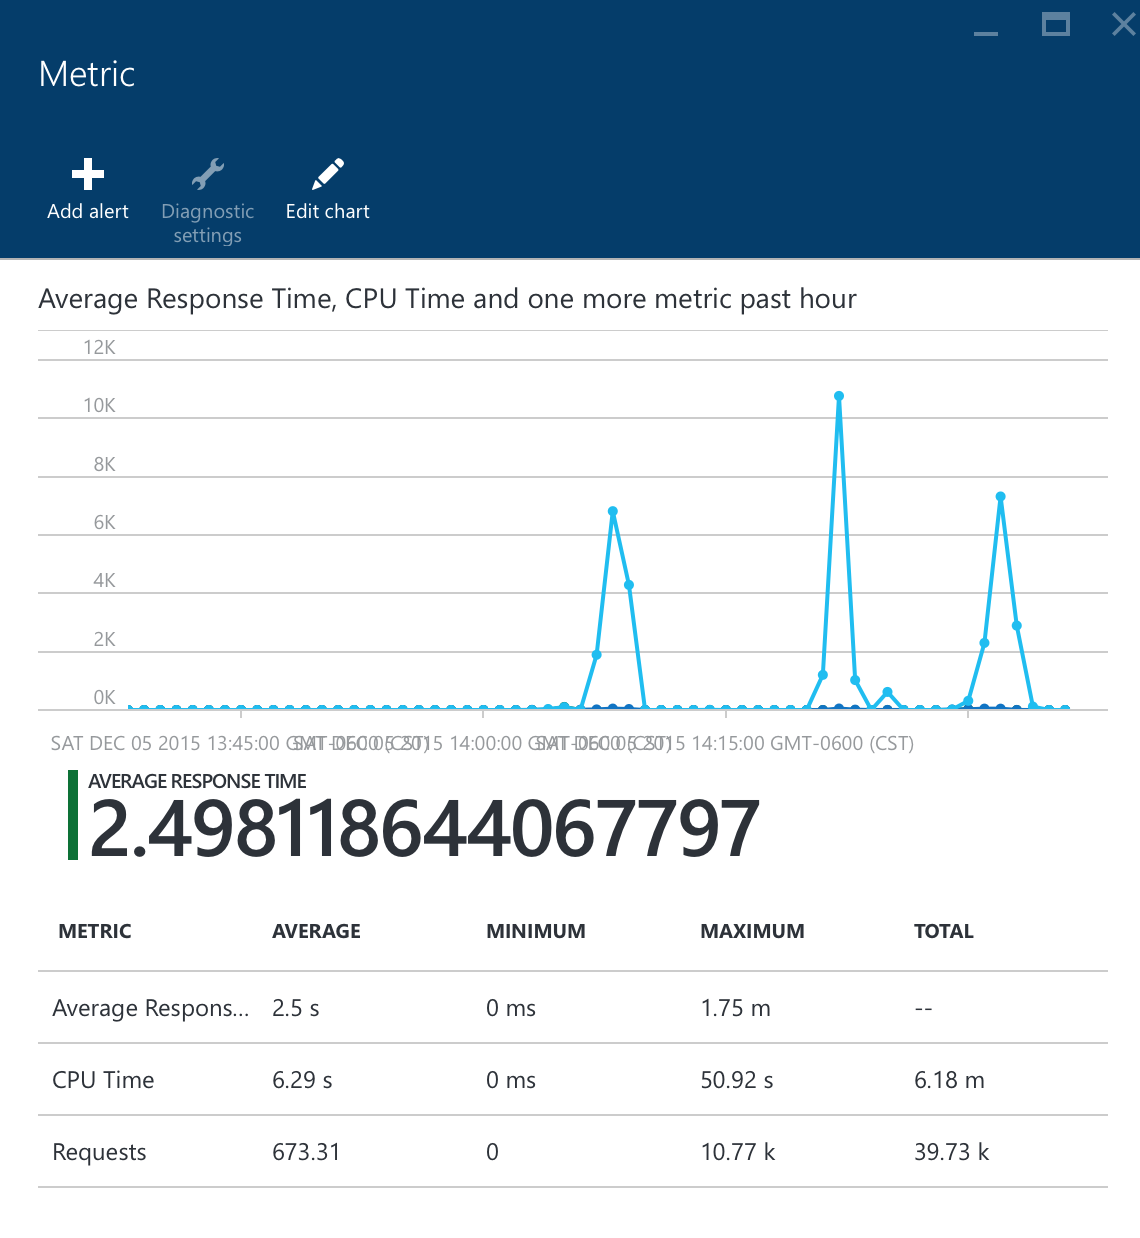 Metric
Add alert
Diagnostic settings
Edit chart
Average Response Time, CPU Time and one more metric past hour
12K
10K
8K
6K
4K
2K
0K
SAT DEC 05 2015 13:45:00 GMT-0600 (CST)
SAT DEC 05 2015 14:00:00 GMT-0600 (CST)
SAT DEC 05 2015 14:15:00 GMT-0600 (CST)
AVERAGE RESPONSE TIME
2.498118644067797
METRIC AVERAGE MINIMUM MAXIMUM TOTAL
Average Respons... 2.5 s 0 ms 1.75 m --
CPU Time 6.29 s 0 ms 50.92 s 6.18 m
Requests 673.31 0 10.77 k 39.73 k